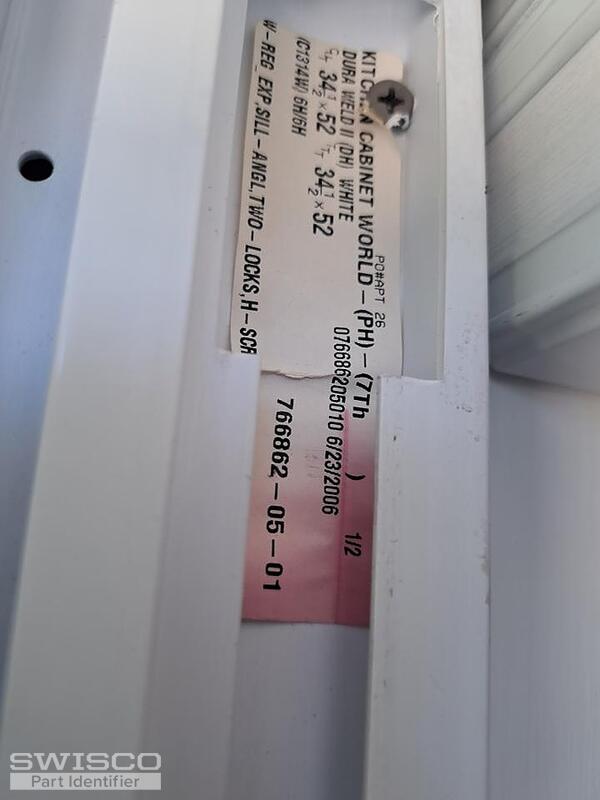 KITCHEN CABINET WORLD-(PH)-(7Th )
PO#APT 26
DURA WELD II (DH) WHITE
076686205010 6/23/2006 1/2
34 1/2 x 52 34 1/2 x 52
(C1314W) 6H/6H
W-REG EXP,SILL-ANGL,TWO-LOCKS,H-SCR
766862-05-01
SWISCO
Part Identifier